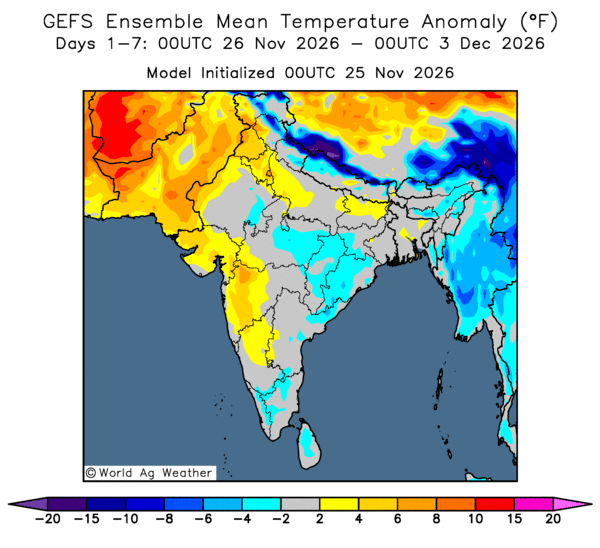 GEFS Ensemble Mean Temperature Anomaly (°F)
Days 1-7: 00UTC 26 Nov 2026 - 00UTC 3 Dec 2026
Model Initialized 00UTC 25 Nov 2026
© World Ag Weather
-20 -15 -10 -8 -6 -4 -2 2 4 6 8 10 15 20